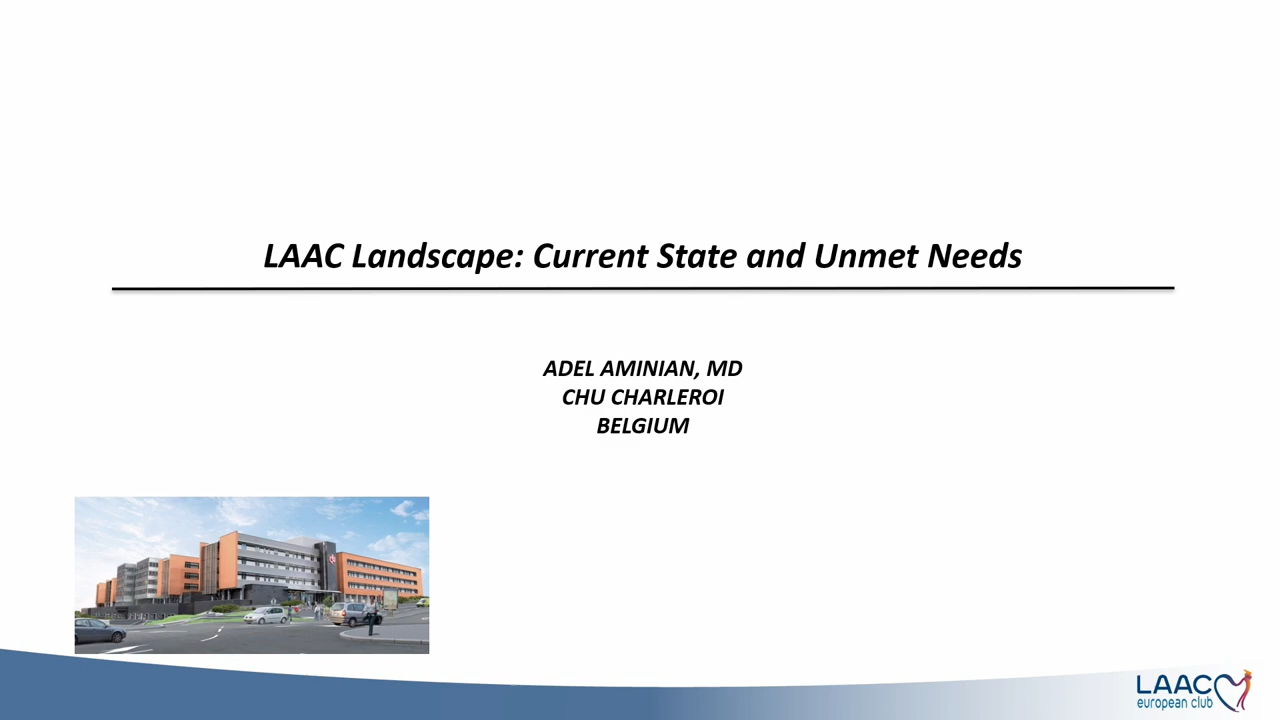 LAAC Landscape: Current State and Unmet Needs
ADEL AMINIAN, MD
CHU CHARLEROI
BELGIUM
LAAC
european club